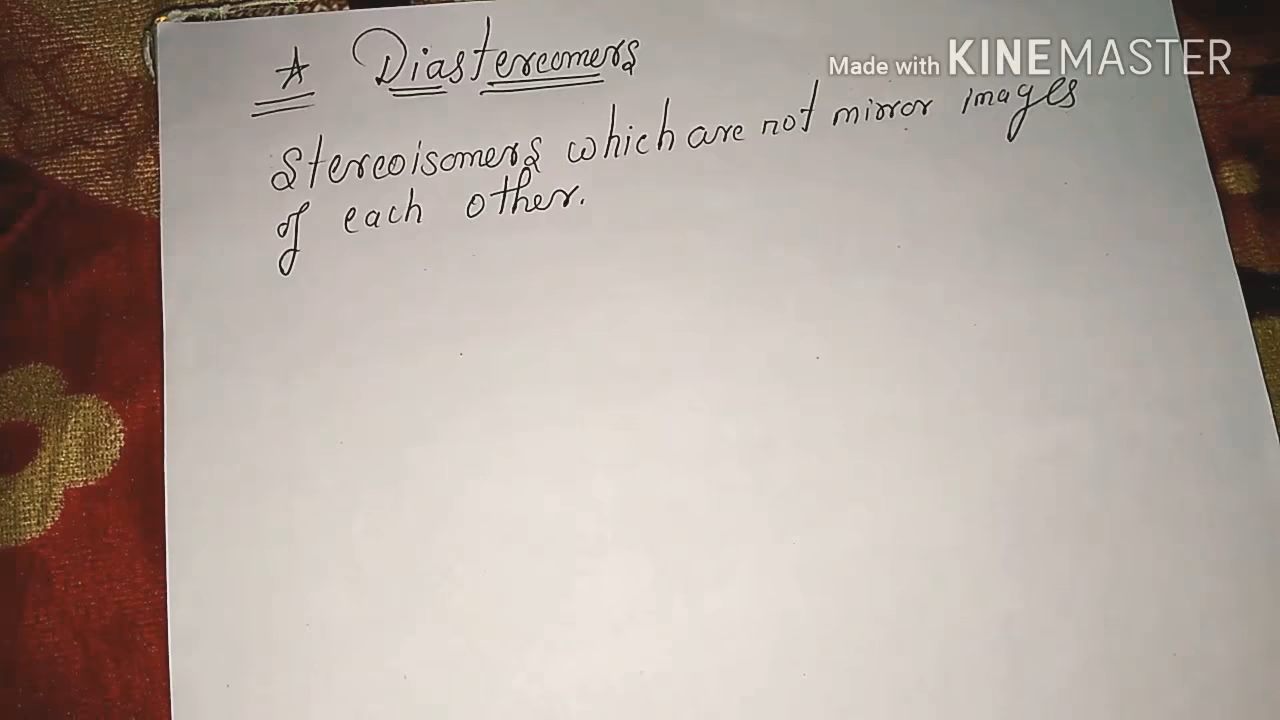 Made with KINEMASTER
☆ Diastereomers
Stereoisomers which are not mirror images
of each other.